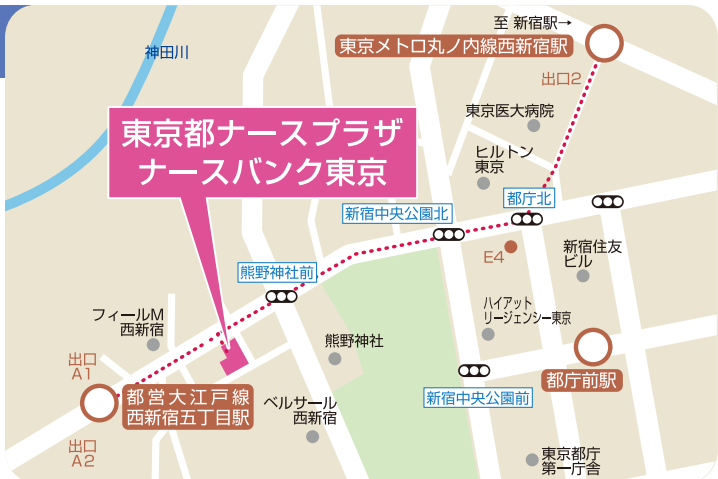 至 新宿駅→
東京メトロ丸ノ内線西新宿駅
神田川
出口2
東京医大病院
東京都ナースプラザ
ナースバンク東京
ヒルトン
東京
都庁北
新宿中央公園北
E4
新宿住友
ビル
熊野神社前
フィールM
西新宿
ハイアット
リージェンシー東京
熊野神社
出口
A1
都庁前駅
都営大江戸線
西新宿五丁目駅
新宿中央公園前
ベルサール
西新宿
出口
A2
東京都庁
第一庁舎